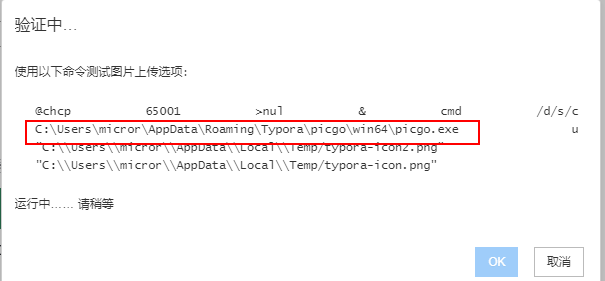 验证中...
使用以下命令测试图片上传选项:
@chcp 65001 >nul & cmd /d/s/c
C:\Users\micror\AppData\Roaming\Typora\picgo\win64\picgo.exe u
"C:\\Users\\micror\\AppData\\Local\\Temp/typora-icon2.png"
"C:\\Users\\micror\\AppData\\Local\\Temp/typora-icon.png"
运行中…… 请稍等
OK 取消